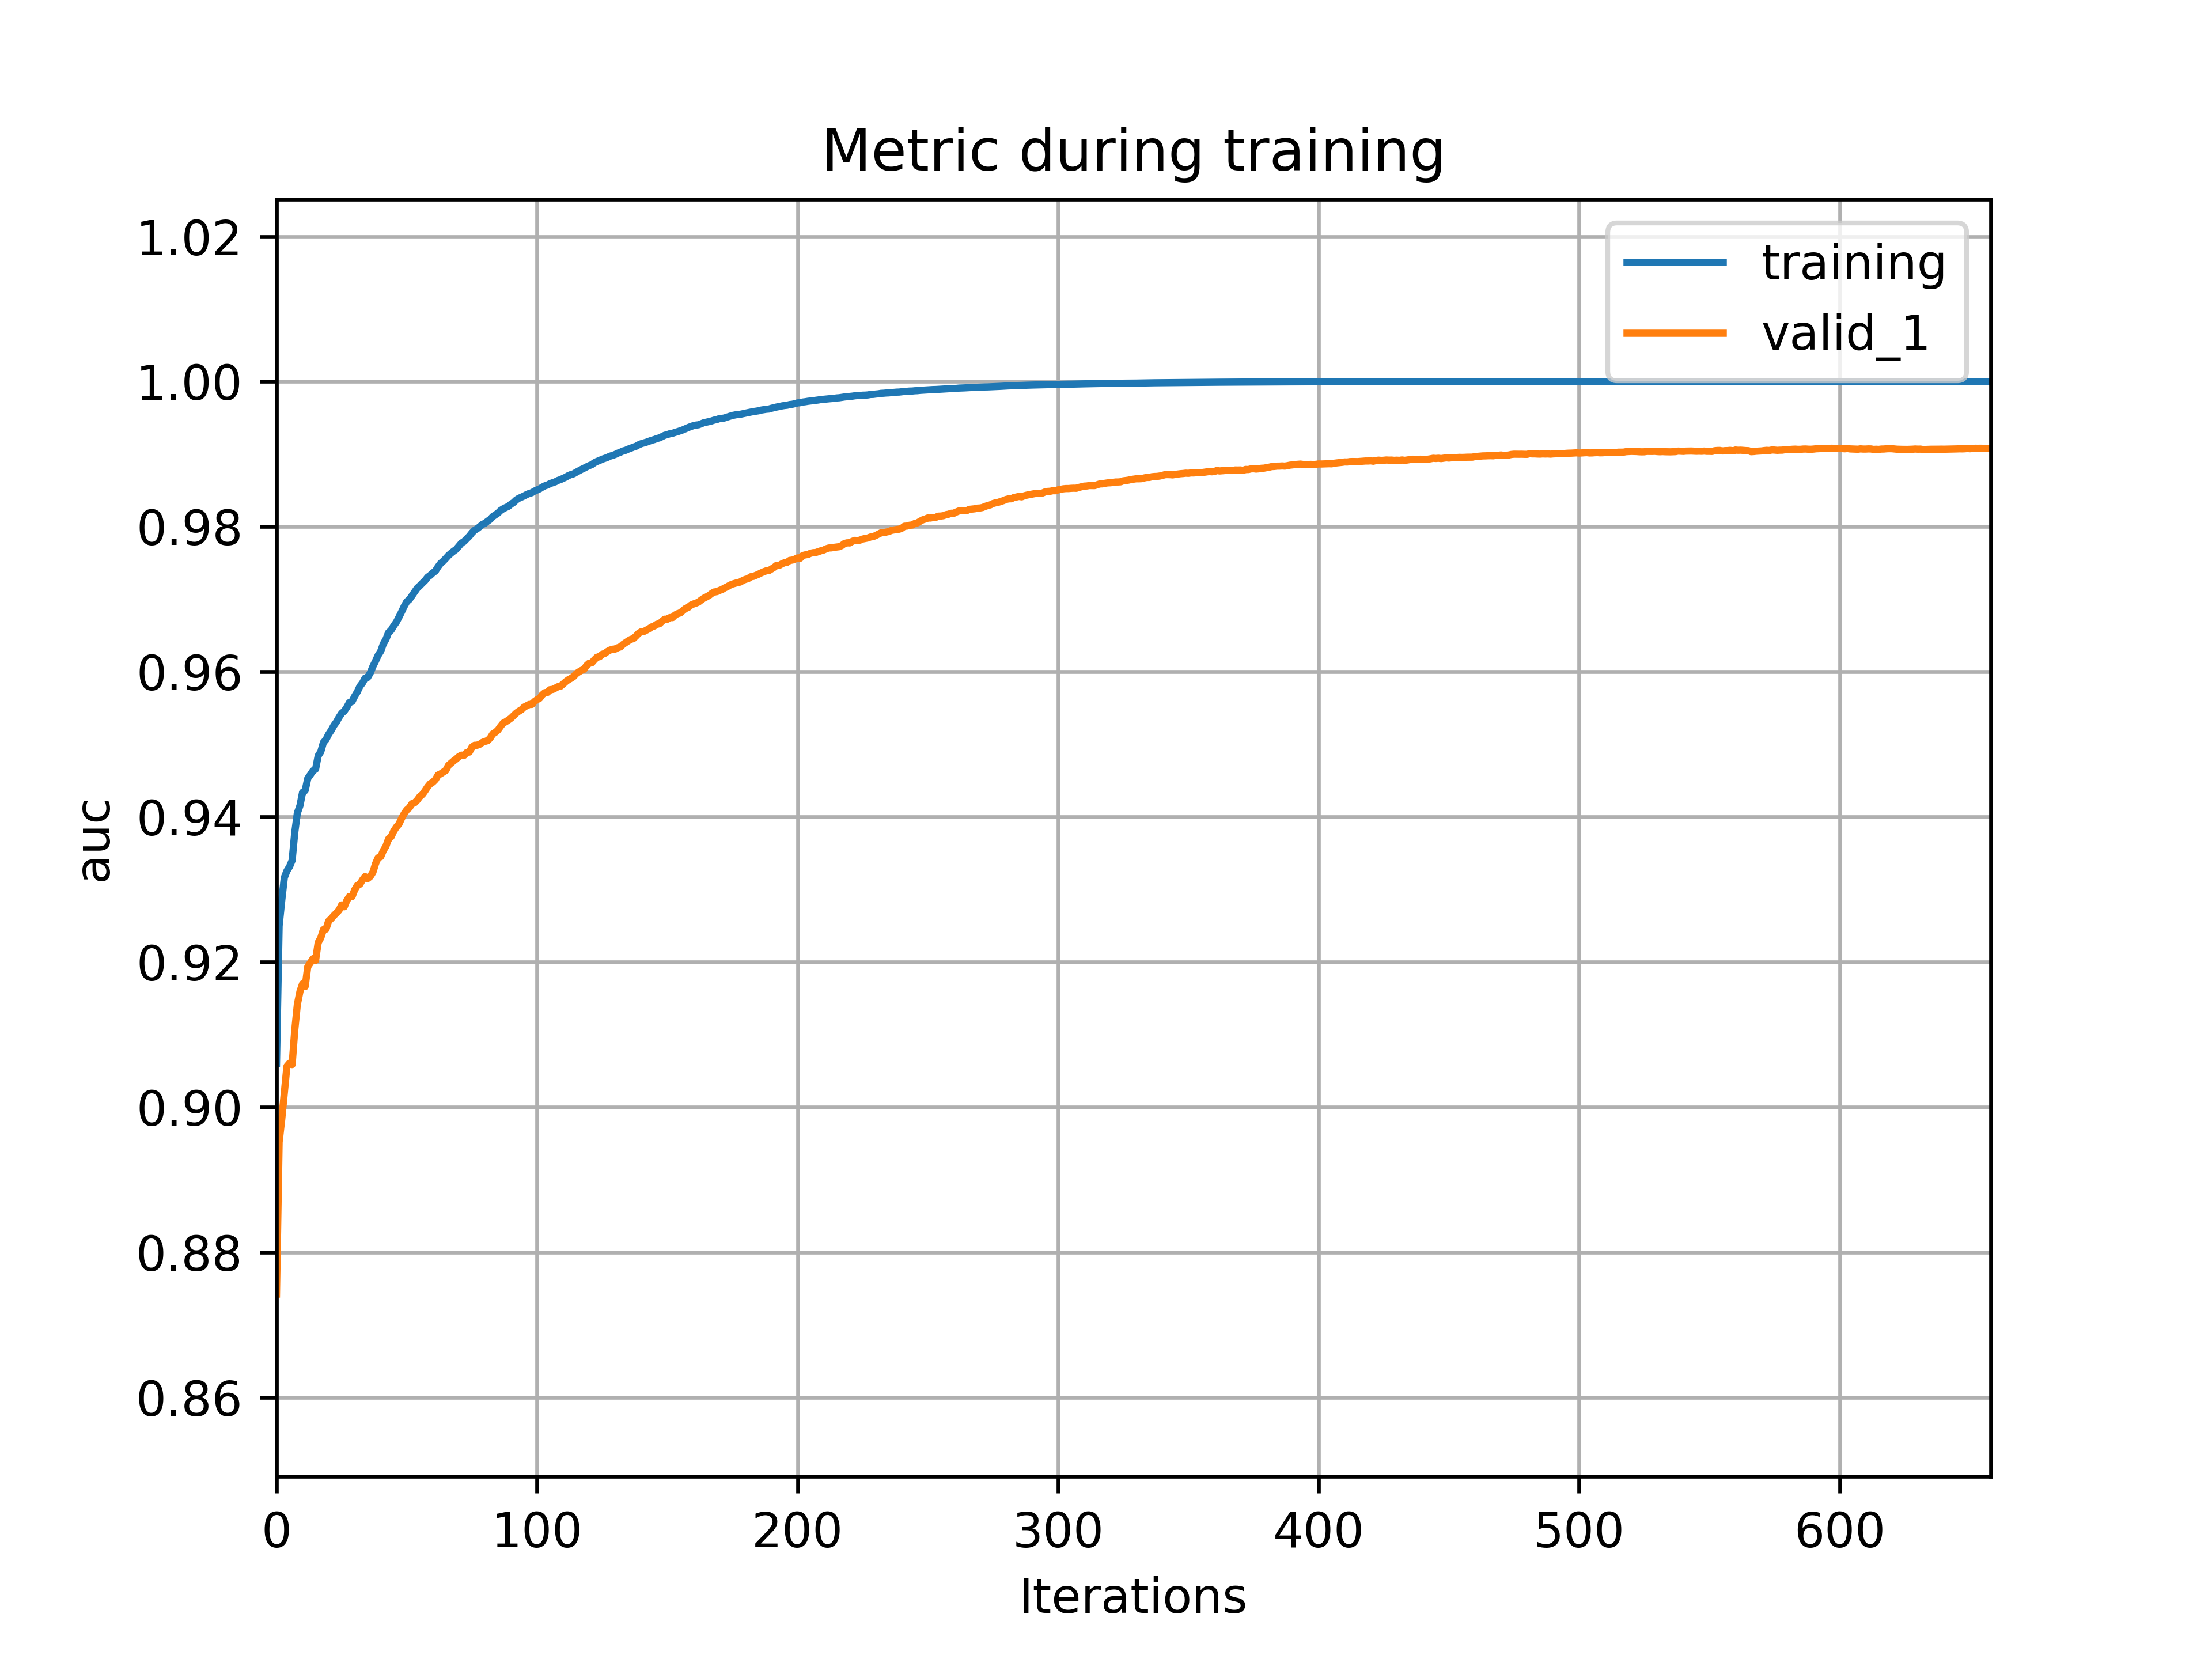 Metric during training
1.02
1.00
0.98
0.96
0.94
0.92
0.90
0.88
0.86
auc
training
valid_1
0 100 200 300 400 500 600
Iterations